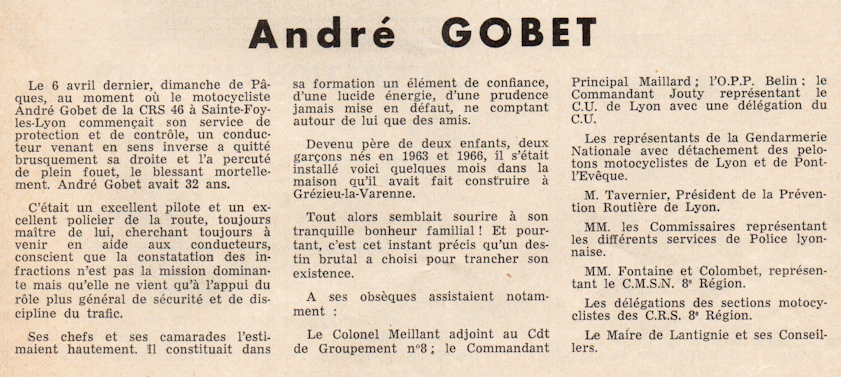 André GOBET
Le 6 avril dernier, dimanche de Pâ-
ques, au moment où le motocycliste
André Gobet de la CRS 46 à Sainte-Foy-
les-Lyon commençait son service de
protection et de contrôle, un conduc-
teur venant en sens inverse a quitté
brusquement sa droite et l'a percuté
de plein fouet, le blessant mortelle-
ment. André Gobet avait 32 ans.
C'était un excellent pilote et un ex-
cellent policier de la route, toujours
maître de lui, cherchant toujours à
venir en aide aux conducteurs,
conscient que la constatation des in-
fractions n'est pas la mission dominan-
te mais qu'elle ne vient qu'à l'appui du
rôle plus général de sécurité et de dis-
cipline du trafic.
Ses chefs et ses camarades l'esti-
maient hautement. Il constituait dans
sa formation un élément de confiance,
d'une lucide énergie, d'une prudence
jamais mise en défaut, ne comptant
autour de lui que des amis.
Devenu père de deux enfants, deux
garçons nés en 1963 et 1966, il s'était
installé voici quelques mois dans la
maison qu'il avait fait construire à
Grézieu-la-Varenne.
Tout alors semblait sourire à son
tranquille bonheur familial ! Et pour-
tant, c'est cet instant précis qu'un des-
tin brutal a choisi pour trancher son
existence.
A ses obsèques assistaient notam-
ment :
Le Colonel Meillant adjoint au Cdt
de Groupement n°8 ; le Commandant
Principal Maillard ; l'O.P.P. Belin ; le
Commandant Jouty représentant le
C.U. de Lyon avec une délégation du
C.U.
Les représentants de la Gendarmerie
Nationale avec détachement des pelo-
tons motocyclistes de Lyon et de Pont-
l'Evêque.
M. Tavernier, Président de la Préven-
tion Routière de Lyon.
MM. les Commissaires représentant
les différents services de Police lyon-
naise.
MM. Fontaine et Colombet, représen-
tant le C.M.S.N. 8e Région.
Les délégations des sections motocy-
clistes des C.R.S. 8e Région.
Le Maire de Lantignie et ses Conseil-
lers.